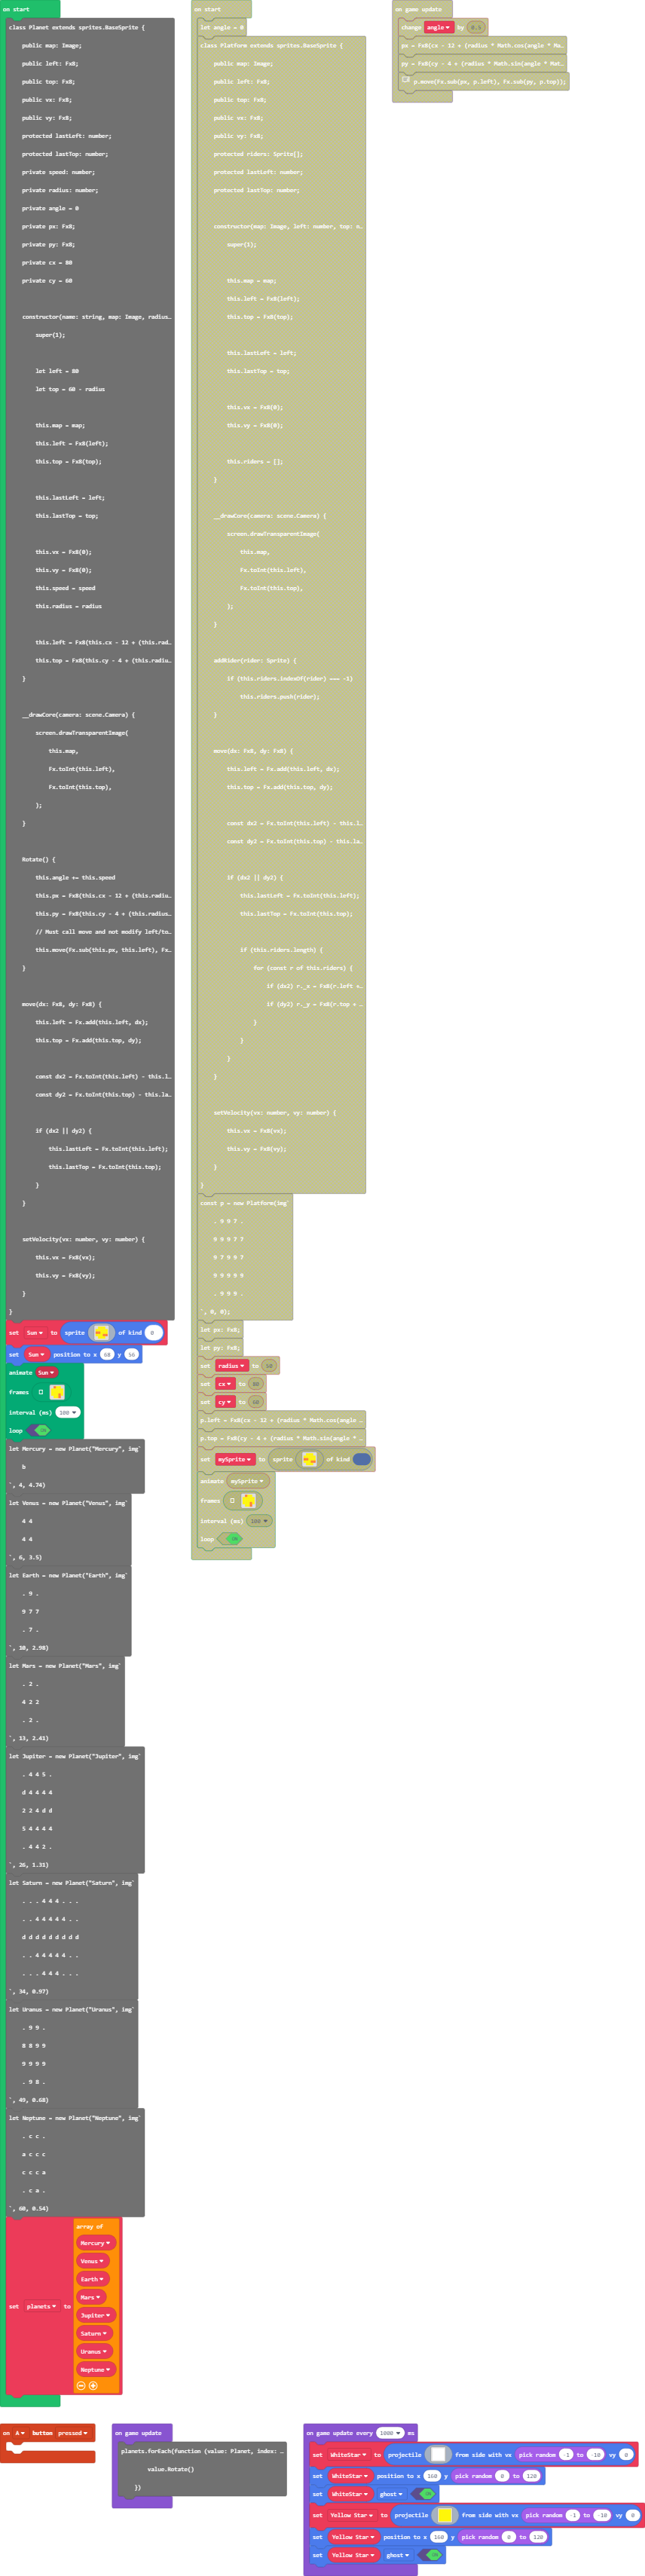 on start
class Planet extends sprites.BaseSprite {
public map: Image;
public left: Fx8;
public top: Fx8;
public vx: Fx8;
public vy: Fx8;
protected lastLeft: number;
protected lastTop: number;
private speed: number;
private radius: number;
private angle = 0
private px: Fx8;
private py: Fx8;
private cx = 80
private cy = 60
constructor(name: string, map: Image, radius…
super(1);
let left = 80
let top = 60 - radius
this.map = map;
this.left = Fx8(left);
this.top = Fx8(top);
this.lastLeft = left;
this.lastTop = top;
this.vx = Fx8(0);
this.vy = Fx8(0);
this.speed = speed
this.radius = radius
this.left = Fx8(this.cx - 12 + (this.rad…
this.top = Fx8(this.cy - 4 + (this.radiu…
}
__drawCore(camera: scene.Camera) {
screen.drawTransparentImage(
this.map,
Fx.toInt(this.left),
Fx.toInt(this.top),
);
}
Rotate() {
this.angle += this.speed
this.px = Fx8(this.cx - 12 + (this.radiu…
this.py = Fx8(this.cy - 4 + (this.radius…
// Must call move and not modify left/to…
this.move(Fx.sub(this.px, this.left), Fx…
}
move(dx: Fx8, dy: Fx8) {
this.left = Fx.add(this.left, dx);
this.top = Fx.add(this.top, dy);
const dx2 = Fx.toInt(this.left) - this.l…
const dy2 = Fx.toInt(this.top) - this.la…
if (dx2 || dy2) {
this.lastLeft = Fx.toInt(this.left);
this.lastTop = Fx.toInt(this.top);
}
}
setVelocity(vx: number, vy: number) {
this.vx = Fx8(vx);
this.vy = Fx8(vy);
}
}
set Sun to sprite of kind 0
set Sun position to x 68 y 56
animate Sun
frames
interval (ms) 100
loop
let Mercury = new Planet("Mercury", img`
b
`, 4, 4.74)
let Venus = new Planet("Venus", img`
4 4
4 4
`, 6, 3.5)
let Earth = new Planet("Earth", img`
. 9 .
9 7 7
. 7 .
`, 10, 2.98)
let Mars = new Planet("Mars", img`
. 2 .
4 2 2
. 2 .
`, 13, 2.41)
let Jupiter = new Planet("Jupiter", img`
. 4 4 5 .
d 4 4 4 4
2 2 4 d d
5 4 4 4 4
. 4 4 2 .
`, 26, 1.31)
let Saturn = new Planet("Saturn", img`
. . . 4 4 4 . . .
. . 4 4 4 4 4 . .
d d d d d d d d d
. . 4 4 4 4 4 . .
. . . 4 4 4 . . .
`, 34, 0.97)
let Uranus = new Planet("Uranus", img`
. 9 9 .
8 8 9 9
9 9 9 9
. 9 8 .
`, 49, 0.68)
let Neptune = new Planet("Neptune", img`
. c c .
a c c c
c c c a
. c a .
`, 60, 0.54)
set planets to array of
Mercury
Venus
Earth
Mars
Jupiter
Saturn
Uranus
Neptune
on start
let angle = 0
class Platform extends sprites.BaseSprite {
public map: Image;
public left: Fx8;
public top: Fx8;
public vx: Fx8;
public vy: Fx8;
protected riders: Sprite[];
protected lastLeft: number;
protected lastTop: number;
constructor(map: Image, left: number, top: n…
super(1);
this.map = map;
this.left = Fx8(left);
this.top = Fx8(top);
this.lastLeft = left;
this.lastTop = top;
this.vx = Fx8(0);
this.vy = Fx8(0);
this.riders = [];
}
__drawCore(camera: scene.Camera) {
screen.drawTransparentImage(
this.map,
Fx.toInt(this.left),
Fx.toInt(this.top),
);
}
addRider(rider: Sprite) {
if (this.riders.indexOf(rider) === -1)
this.riders.push(rider);
}
move(dx: Fx8, dy: Fx8) {
this.left = Fx.add(this.left, dx);
this.top = Fx.add(this.top, dy);
const dx2 = Fx.toInt(this.left) - this.l…
const dy2 = Fx.toInt(this.top) - this.la…
if (dx2 || dy2) {
this.lastLeft = Fx.toInt(this.left);
this.lastTop = Fx.toInt(this.top);
if (this.riders.length) {
for (const r of this.riders) {
if (dx2) r._x = Fx8(r.left +…
if (dy2) r._y = Fx8(r.top + …
}
}
}
}
setVelocity(vx: number, vy: number) {
this.vx = Fx8(vx);
this.vy = Fx8(vy);
}
}
const p = new Platform(img`
. 9 9 7 .
9 9 9 7 7
9 7 9 9 7
9 9 9 9 9
. 9 9 9 .
`, 0, 0);
let px: Fx8;
let py: Fx8;
set radius to 50
set cx to 80
set cy to 60
p.left = Fx8(cx - 12 + (radius * Math.cos(angle …
p.top = Fx8(cy - 4 + (radius * Math.sin(angle * …
set mySprite to sprite of kind
animate mySprite
frames
interval (ms) 100
loop
on game update
change angle by 0.5
px = Fx8(cx - 12 + (radius * Math.cos(angle * Ma…
py = Fx8(cy - 4 + (radius * Math.sin(angle * Mat…
p.move(Fx.sub(px, p.left), Fx.sub(py, p.top));
on A button pressed
on game update
planets.forEach(function (value: Planet, index: …
value.Rotate()
})
on game update every 1000 ms
set WhiteStar to projectile from side with vx pick random -1 to -10 vy 0
set WhiteStar position to x 160 y pick random 0 to 120
set WhiteStar ghost
set Yellow Star to projectile from side with vx pick random -1 to -10 vy 0
set Yellow Star position to x 160 y pick random 0 to 120
set Yellow Star ghost